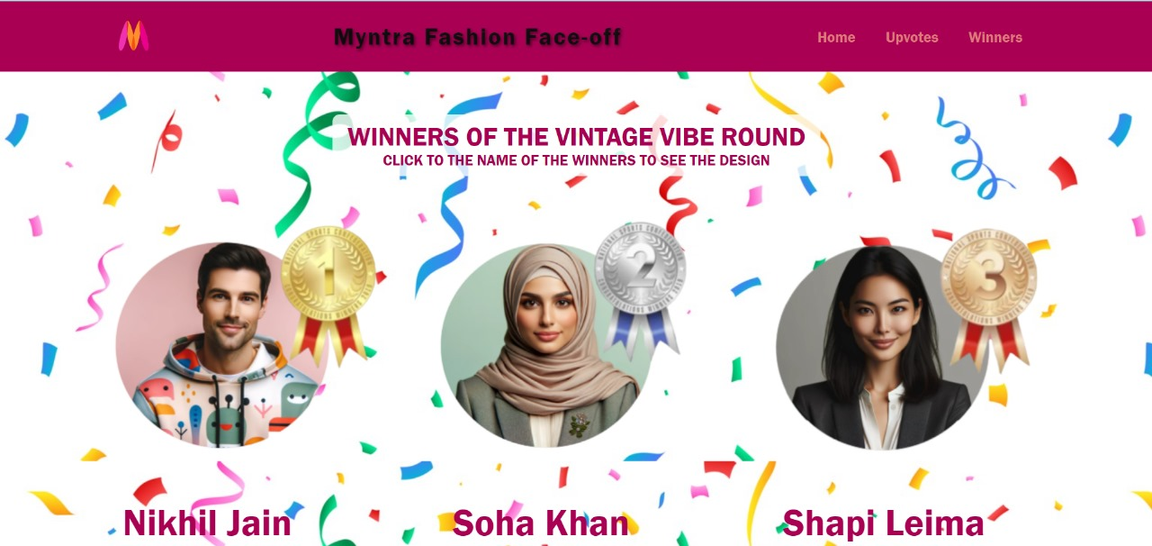 Myntra Fashion Face-off
Home
Upvotes
Winners
WINNERS OF THE VINTAGE VIBE ROUND
CLICK TO THE NAME OF THE WINNERS TO SEE THE DESIGN
1
2
3
Nikhil Jain
Soha Khan
Shapi Leima